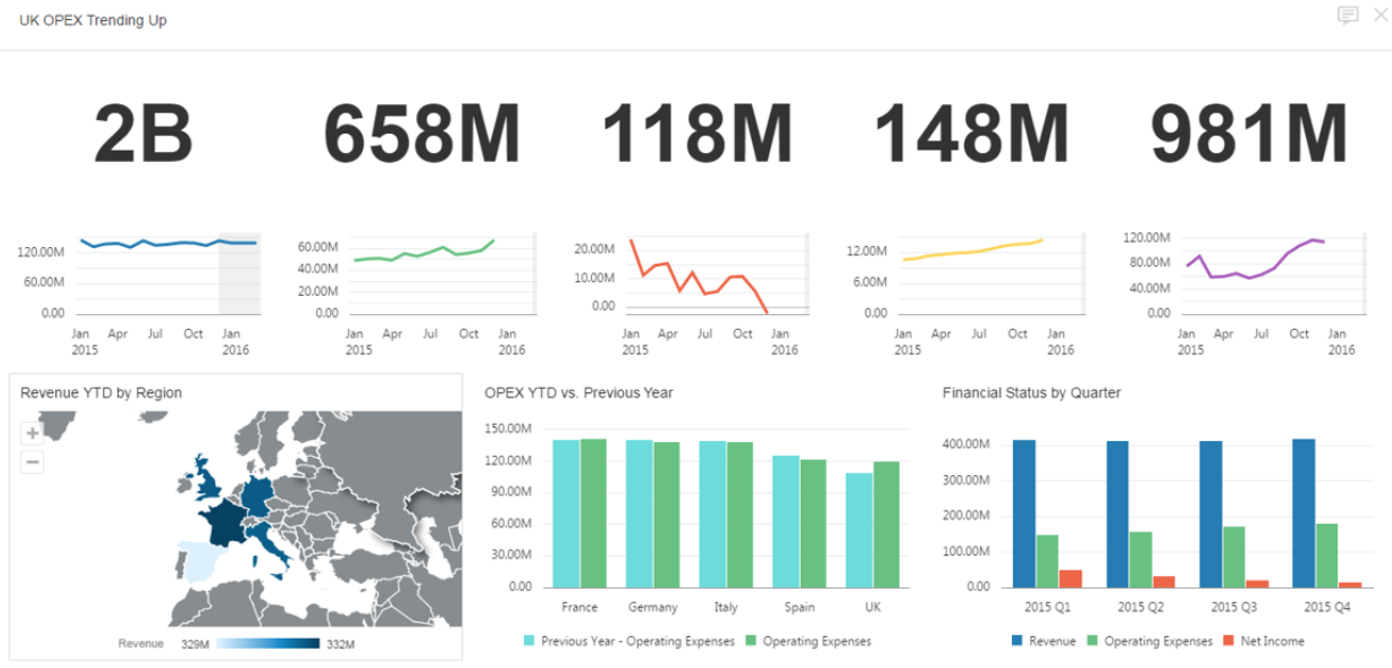 UK OPEX Trending Up
2B
658M
118M
148M
981M
120.00M
60.00M
0.00
Jan Apr Jul Oct Jan
2015 2016
60.00M
40.00M
20.00M
0.00
Jan Apr Jul Oct Jan
2015 2016
20.00M
10.00M
0.00
Jan Apr Jul Oct Jan
2015 2016
12.00M
6.00M
0.00
Jan Apr Jul Oct Jan
2015 2016
120.00M
80.00M
40.00M
0.00
Jan Apr Jul Oct Jan
2015 2016
Revenue YTD by Region
+
−
Revenue 329M 332M
OPEX YTD vs. Previous Year
150.00M
120.00M
90.00M
60.00M
30.00M
0.00
France Germany Italy Spain UK
Previous Year - Operating Expenses Operating Expenses
Financial Status by Quarter
400.00M
300.00M
200.00M
100.00M
0.00
2015 Q1 2015 Q2 2015 Q3 2015 Q4
Revenue Operating Expenses Net Income